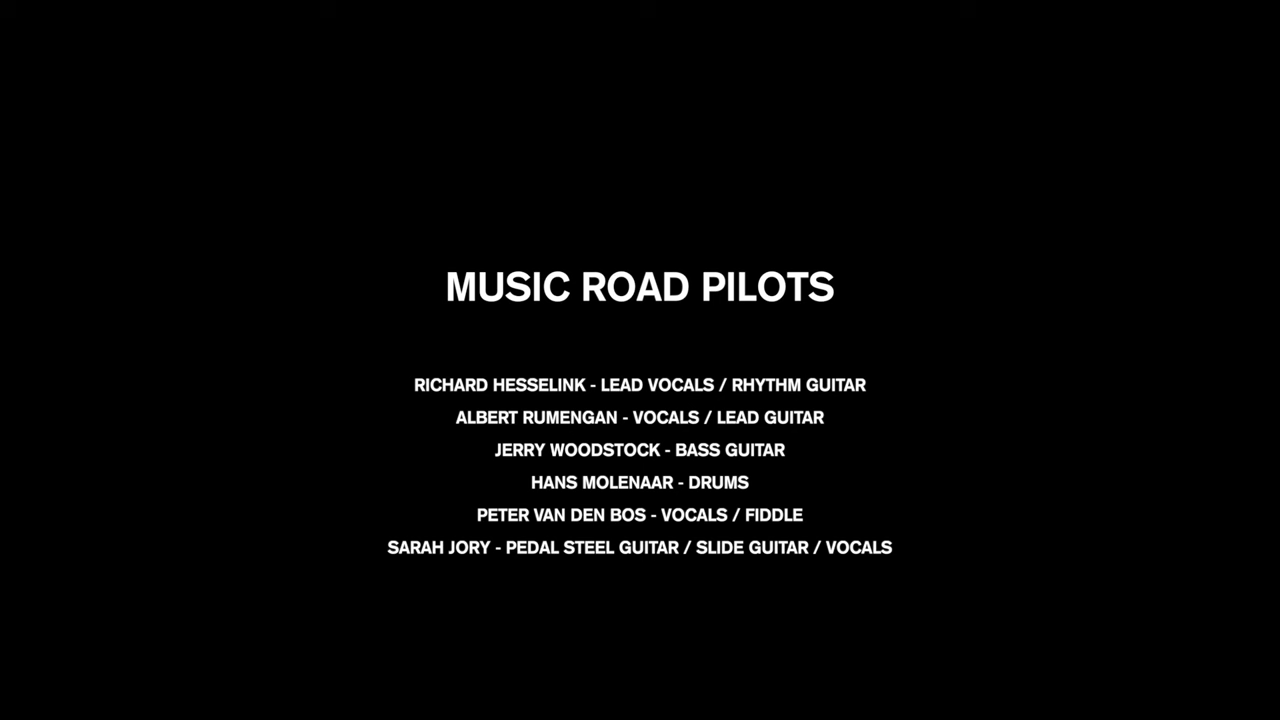 MUSIC ROAD PILOTS
RICHARD HESSELINK - LEAD VOCALS / RHYTHM GUITAR
ALBERT RUMENGAN - VOCALS / LEAD GUITAR
JERRY WOODSTOCK - BASS GUITAR
HANS MOLENAAR - DRUMS
PETER VAN DEN BOS - VOCALS / FIDDLE
SARAH JORY - PEDAL STEEL GUITAR / SLIDE GUITAR / VOCALS